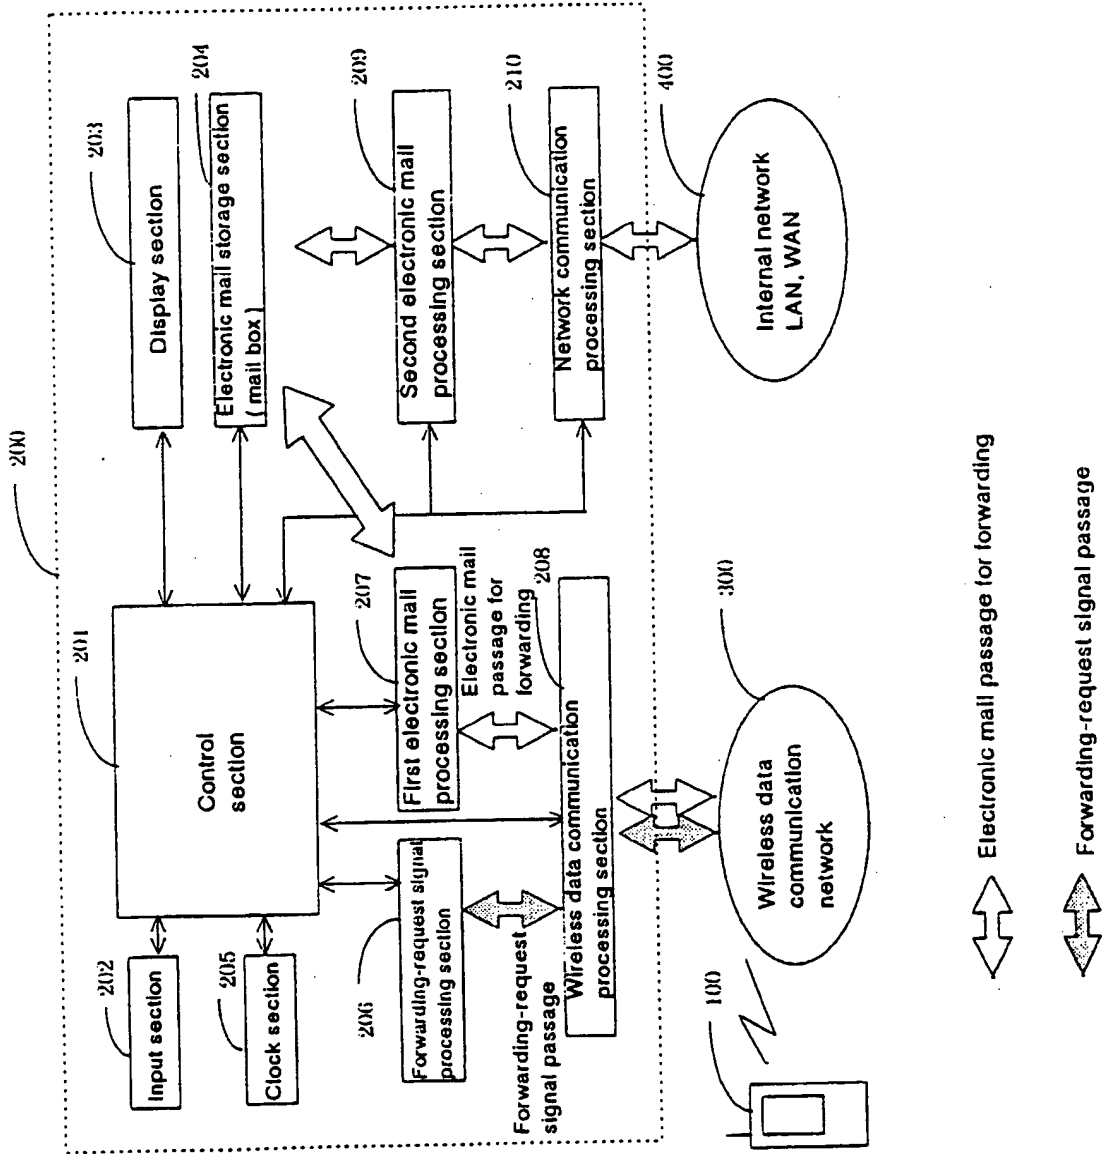 200
201
Control
section
202
Input section
205
Clock section
203
Display section
204
Electronic mail storage section
( mail box )
206
Forwarding-request signal
processing section
207
First electronic mail
processing section
209
Second electronic mail
processing section
Forwarding-request
signal passage
Electronic mail
passage for
forwarding
208
Wireless data communication
processing section
210
Network communication
processing section
100
300
Wireless data
communication
network
400
Internal network
LAN, WAN
Electronic mail passage for forwarding
Forwarding-request signal passage